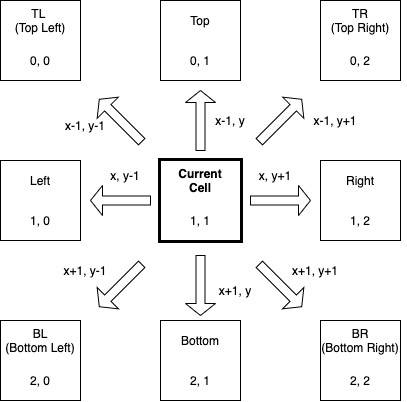 TL
(Top Left)
0, 0
Top
0, 1
TR
(Top Right)
0, 2
x-1, y-1
x-1, y
x-1, y+1
Left
1, 0
x, y-1
Current
Cell
1, 1
x, y+1
Right
1, 2
x+1, y-1
x+1, y
x+1, y+1
BL
(Bottom Left)
2, 0
Bottom
2, 1
BR
(Bottom Right)
2, 2